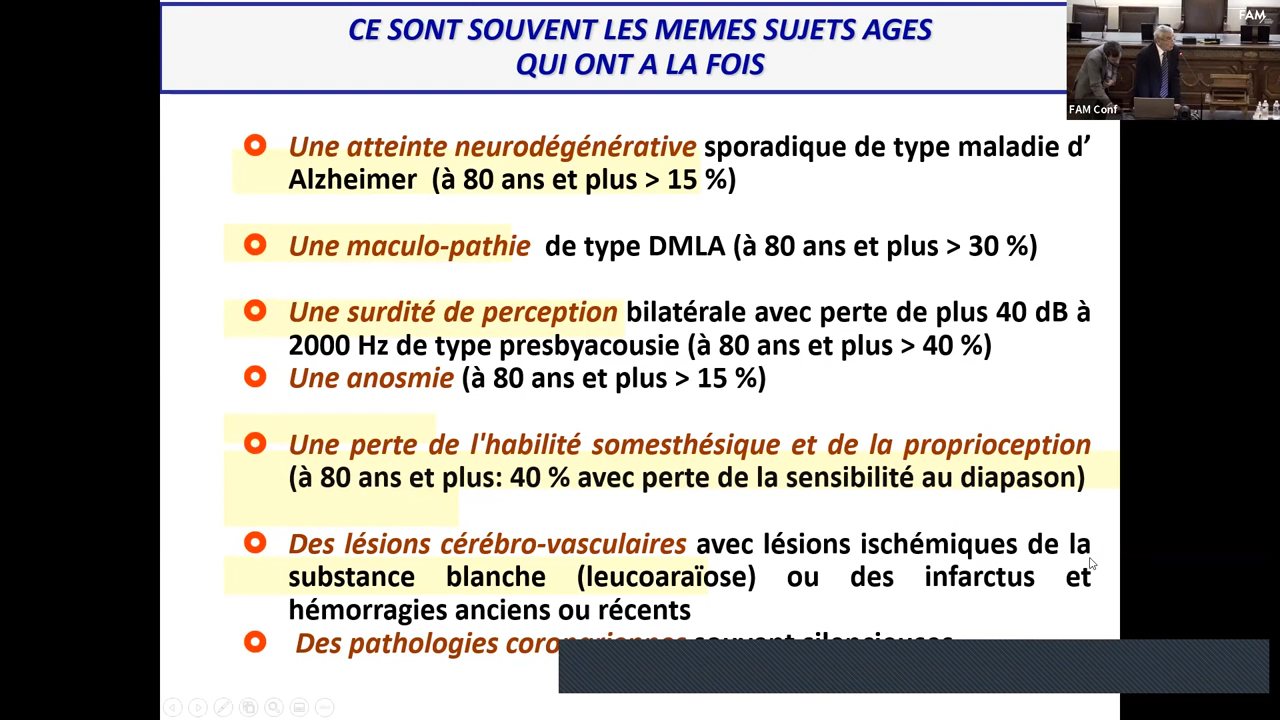 CE SONT SOUVENT LES MEMES SUJETS AGES
QUI ONT A LA FOIS
FAM
FAM Conf
Une atteinte neurodégénérative sporadique de type maladie d’
Alzheimer (à 80 ans et plus > 15 %)
Une maculo-pathie de type DMLA (à 80 ans et plus > 30 %)
Une surdité de perception bilatérale avec perte de plus 40 dB à
2000 Hz de type presbyacousie (à 80 ans et plus > 40 %)
Une anosmie (à 80 ans et plus > 15 %)
Une perte de l'habilité somesthésique et de la proprioception
(à 80 ans et plus: 40 % avec perte de la sensibilité au diapason)
Des lésions cérébro-vasculaires avec lésions ischémiques de la
substance blanche (leucoaraïose) ou des infarctus et
hémorragies anciens ou récents
Des pathologies coronariennes souvent silencieuses